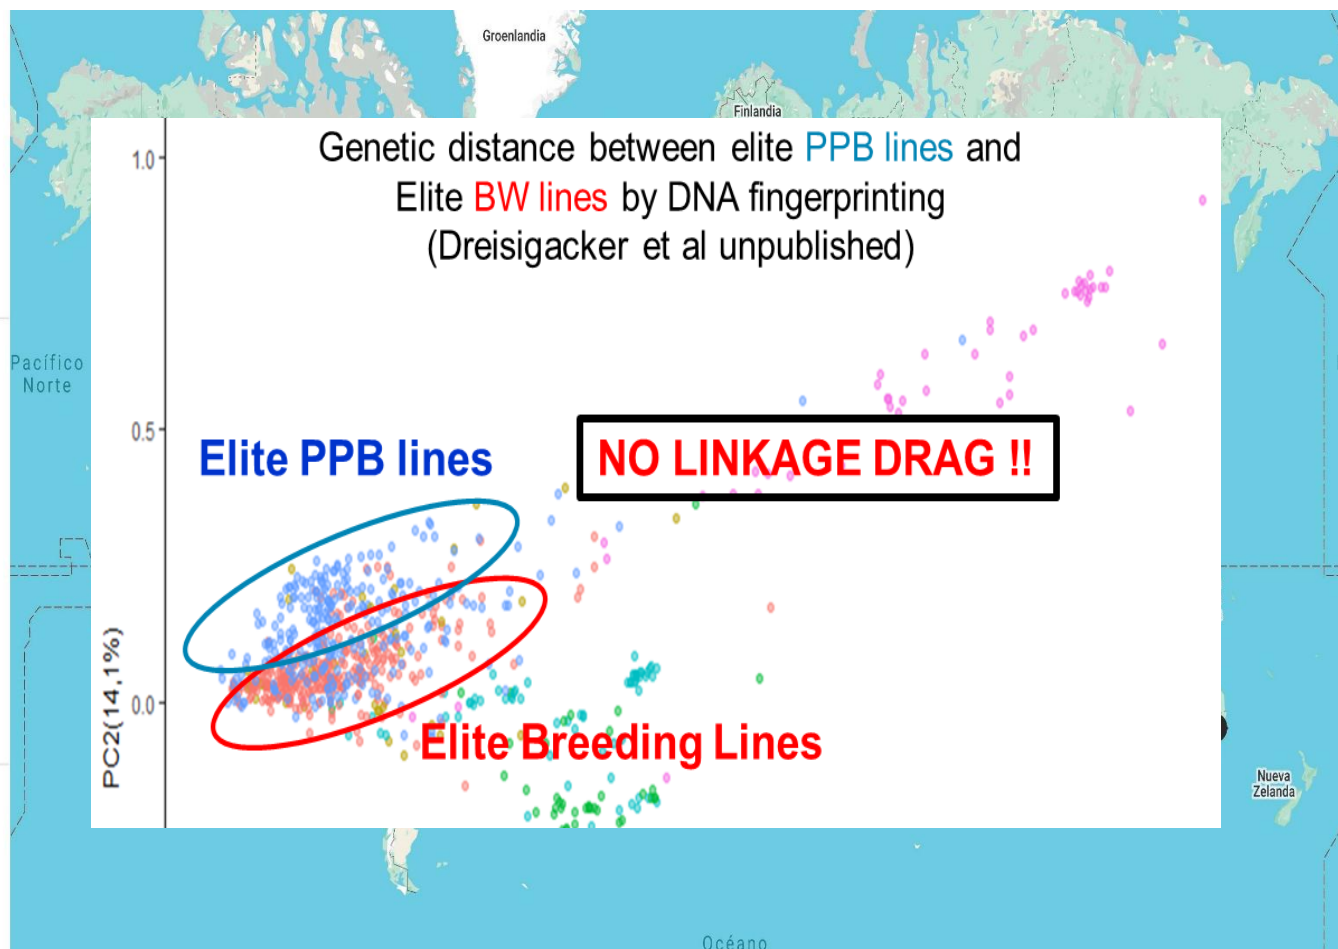 Groenlandia
Finlandia
Genetic distance between elite PPB lines and
Elite BW lines by DNA fingerprinting
(Dreisigacker et al unpublished)
1.0
Pacífico
Norte
0.5
Elite PPB lines
NO LINKAGE DRAG !!
PC2(14,1%)
0.0
Elite Breeding Lines
Nueva
Zelanda
Océano